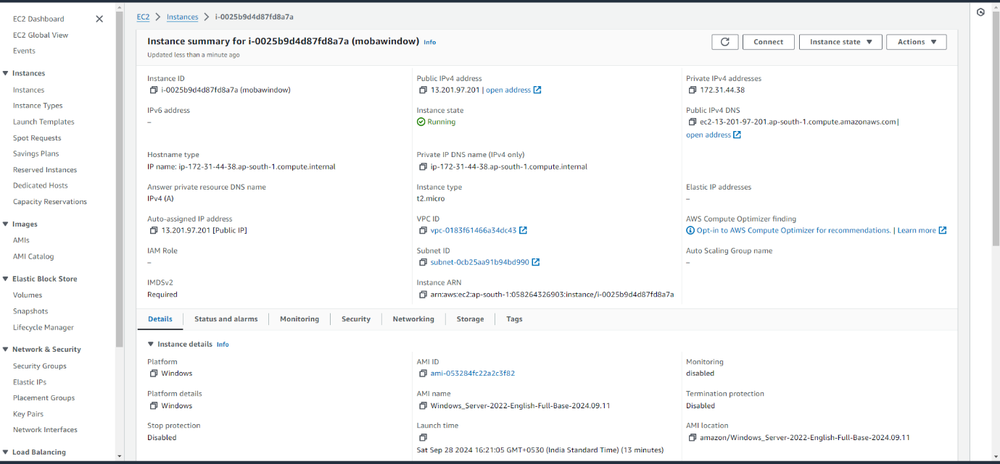 EC2 Dashboard
EC2 Global View
Events
Instances
Instances
Instance Types
Launch Templates
Spot Requests
Savings Plans
Reserved Instances
Dedicated Hosts
Capacity Reservations
Images
AMIs
AMI Catalog
Elastic Block Store
Volumes
Snapshots
Lifecycle Manager
Network & Security
Security Groups
Elastic IPs
Placement Groups
Key Pairs
Network Interfaces
Load Balancing
EC2 > Instances > i-0025b9d4d87fd8a7a
Instance summary for i-0025b9d4d87fd8a7a (mobawindow) Info
Updated less than a minute ago
Connect
Instance state
Actions
Instance ID
i-0025b9d4d87fd8a7a (mobawindow)
Public IPv4 address
13.201.97.201 | open address
Private IPv4 addresses
172.31.44.38
IPv6 address
–
Instance state
Running
Public IPv4 DNS
ec2-13-201-97-201.ap-south-1.compute.amazonaws.com |
open address
Hostname type
IP name: ip-172-31-44-38.ap-south-1.compute.internal
Private IP DNS name (IPv4 only)
ip-172-31-44-38.ap-south-1.compute.internal
Answer private resource DNS name
IPv4 (A)
Instance type
t2.micro
Elastic IP addresses
–
Auto-assigned IP address
13.201.97.201 [Public IP]
VPC ID
vpc-0183f61466a34dc43
AWS Compute Optimizer finding
Opt-in to AWS Compute Optimizer for recommendations. | Learn more
IAM Role
–
Subnet ID
subnet-0cb25aa91b94bd990
Auto Scaling Group name
–
IMDSv2
Required
Instance ARN
arn:aws:ec2:ap-south-1:058264326903:instance/i-0025b9d4d87fd8a7a
Details
Status and alarms
Monitoring
Security
Networking
Storage
Tags
Instance details Info
Platform
Windows
AMI ID
ami-053284fc22a2c3f82
Monitoring
disabled
Platform details
Windows
AMI name
Windows_Server-2022-English-Full-Base-2024.09.11
Termination protection
Disabled
Stop protection
Disabled
Launch time
Sat Sep 28 2024 16:21:05 GMT+0530 (India Standard Time) (13 minutes)
AMI location
amazon/Windows_Server-2022-English-Full-Base-2024.09.11